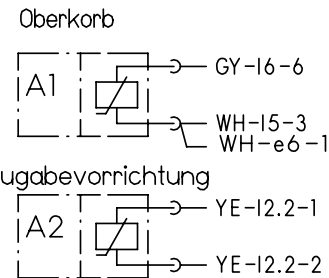 Oberkorb
A1
GY-16-6
WH-15-3
WH-e6-1
ugabevorrichtung
A2
YE-12.2-1
YE-12.2-2